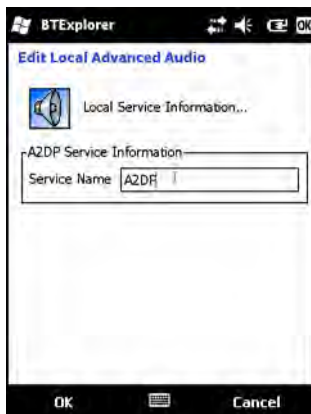 BTExplorer OK
Edit Local Advanced Audio
Local Service Information...
A2DP Service Information
Service Name A2DP
OK Cancel